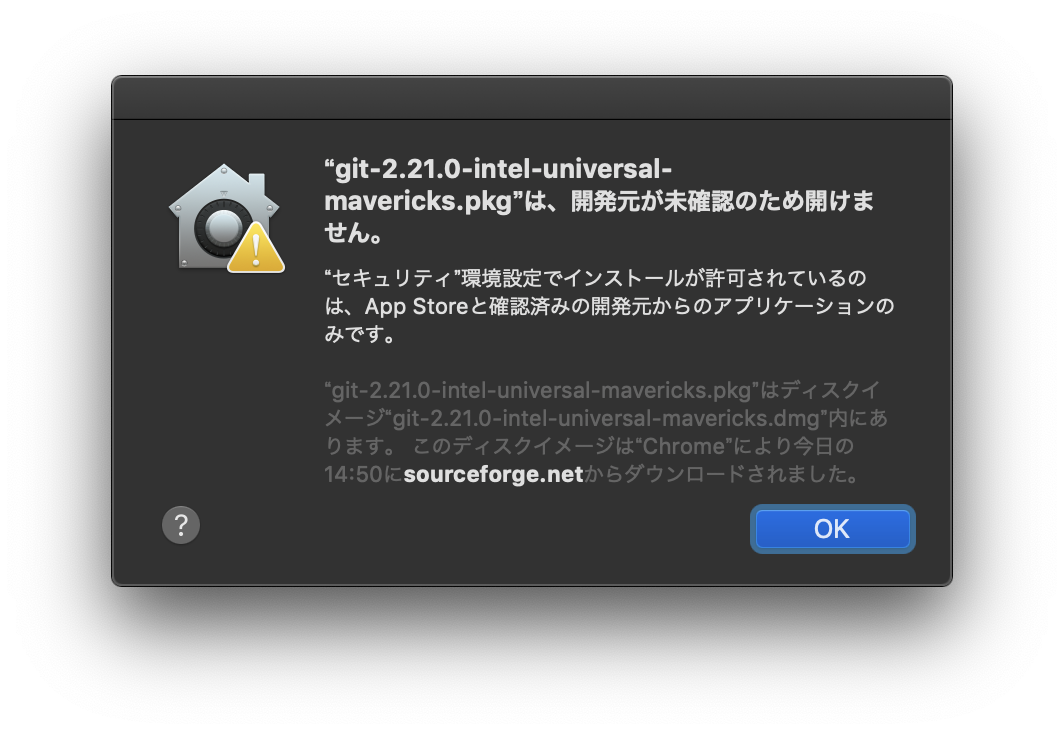 “git-2.21.0-intel-universal-
mavericks.pkg”は、開発元が未確認のため開けま
せん。
“セキュリティ”環境設定でインストールが許可されているの
は、App Storeと確認済みの開発元からのアプリケーションの
みです。
“git-2.21.0-intel-universal-mavericks.pkg”はディスクイ
メージ“git-2.21.0-intel-universal-mavericks.dmg”内にあ
ります。 このディスクイメージは“Chrome”により今日の
14:50にsourceforge.netからダウンロードされました。
?
OK